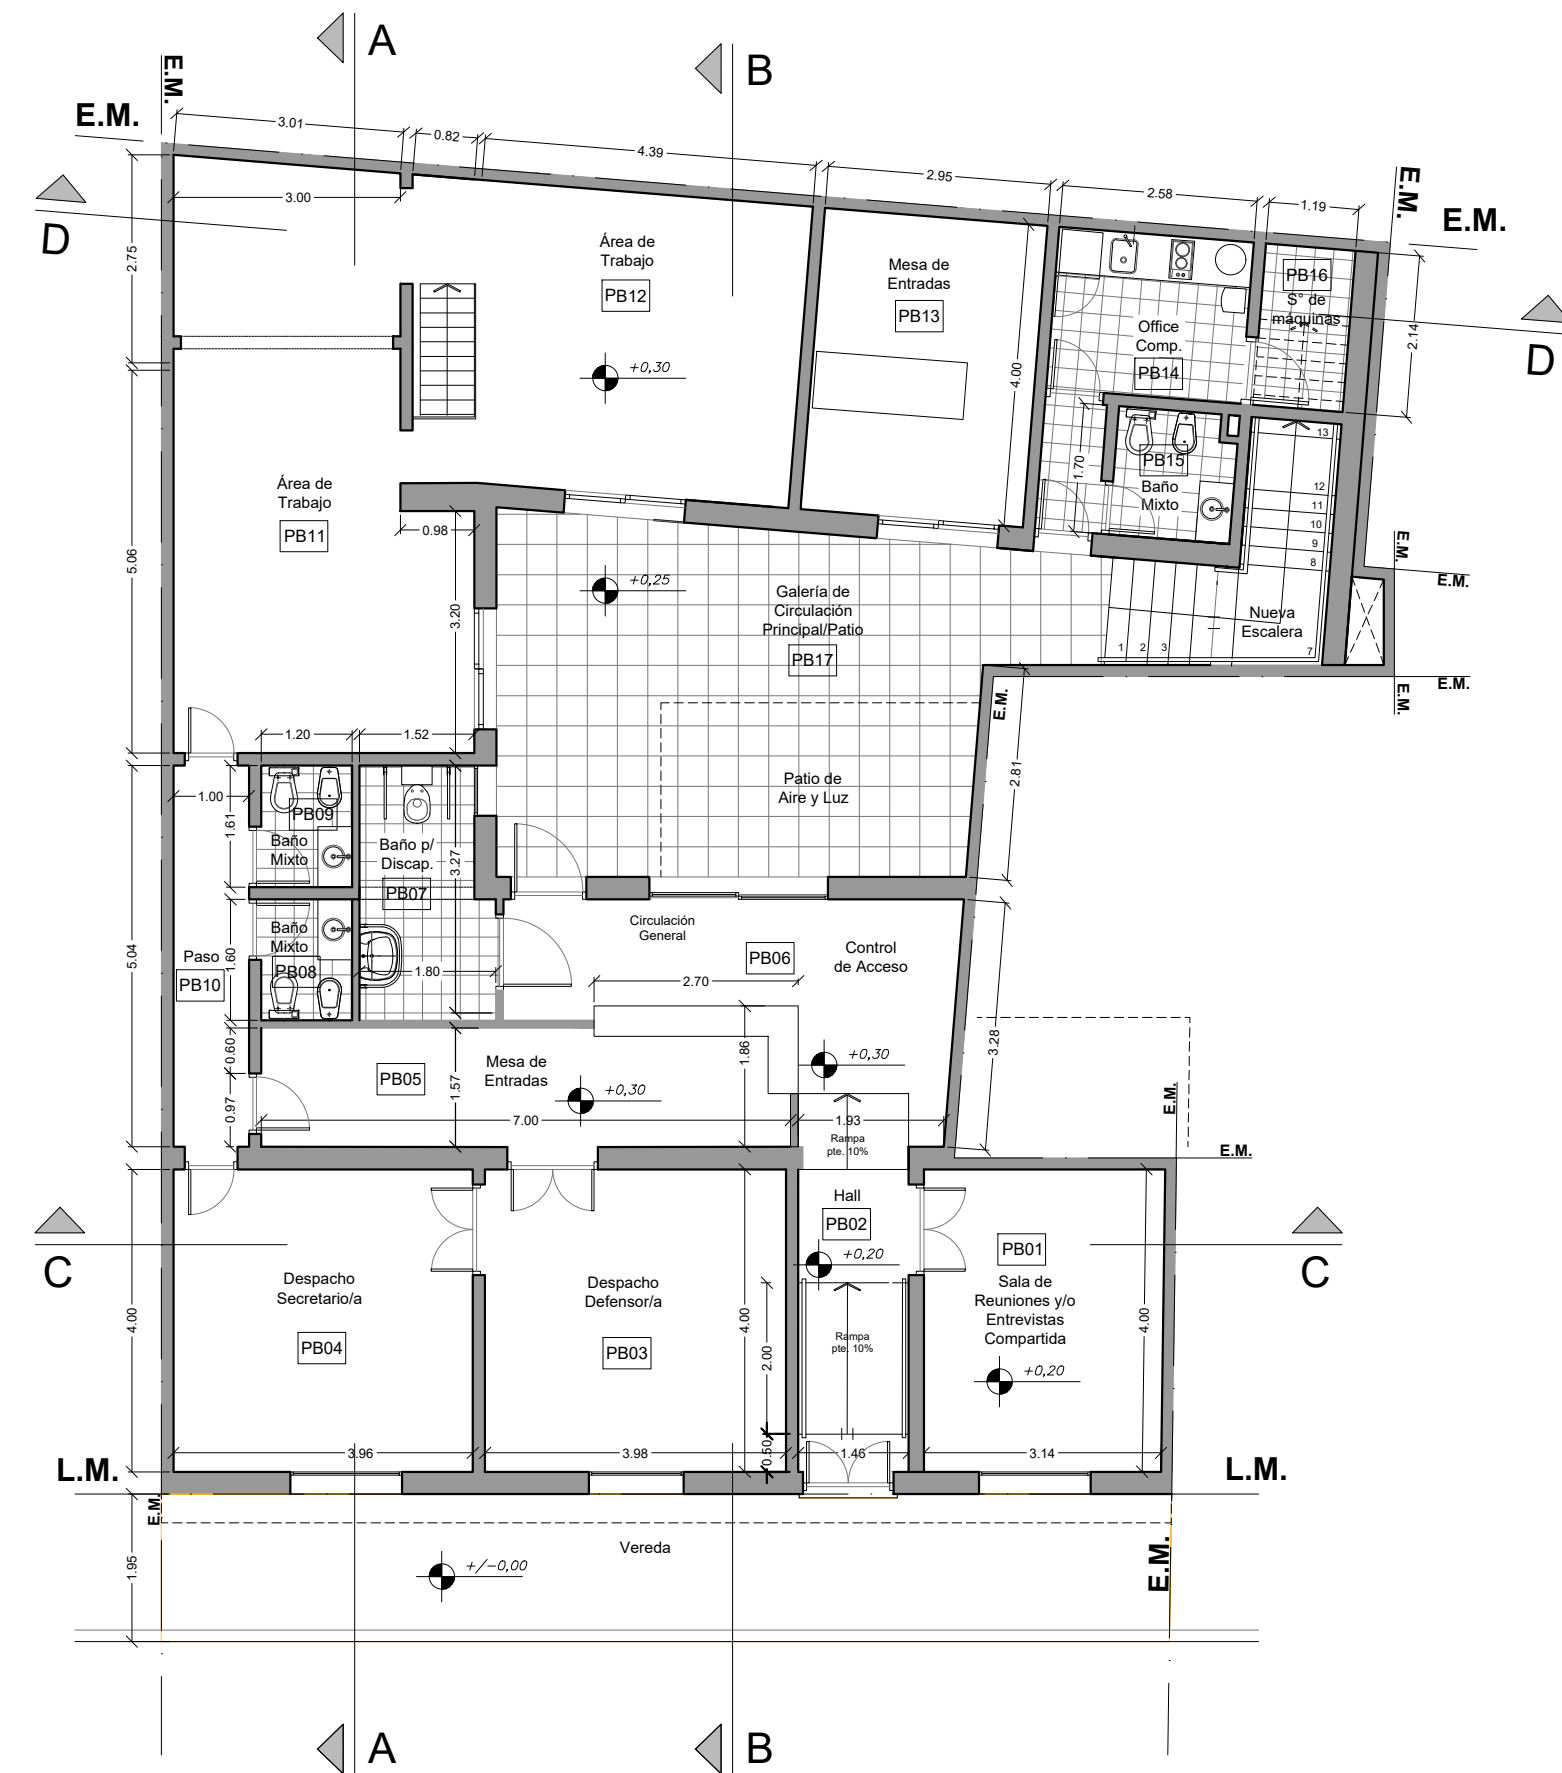 A
B
E.M.
E.M.
3.01
0.82
4.39
2.95
2.58
1.19
E.M.
E.M.
D
3.00
2.75
Área de
Trabajo
PB12
+0,30
Mesa de
Entradas
PB13
4.00
Office
Comp.
PB14
PB16
S° de
máquinas
2.14
D
1.70
PB15
Baño
Mixto
13
12
11
10
9
8
7
1
2
3
Nueva
Escalera
E.M.
E.M.
E.M.
E.M.
Área de
Trabajo
PB11
5.06
0.98
3.20
+0,25
Galería de
Circulación
Principal/Patio
PB17
E.M.
2.81
Patio de
Aire y Luz
1.20
1.52
1.00
1.61
PB09
Baño
Mixto
Baño p/
Discap.
3.27
PB07
Baño
Mixto
PB08
1.60
1.80
Paso
PB10
5.04
0.60
0.97
Circulación
General
PB06
Control
de Acceso
2.70
3.28
1.86
+0,30
PB05
Mesa de
Entradas
1.57
+0,30
7.00
1.93
Rampa
pte. 10%
E.M.
E.M.
Hall
PB02
+0,20
PB01
Sala de
Reuniones y/o
Entrevistas
Compartida
+0,20
4.00
C
C
Despacho
Secretario/a
PB04
4.00
Despacho
Defensor/a
PB03
4.00
2.00
Rampa
pte. 10%
0.50
3.96
3.98
1.46
3.14
L.M.
L.M.
E.M.
E.M.
Vereda
+/-0,00
1.95
A
B